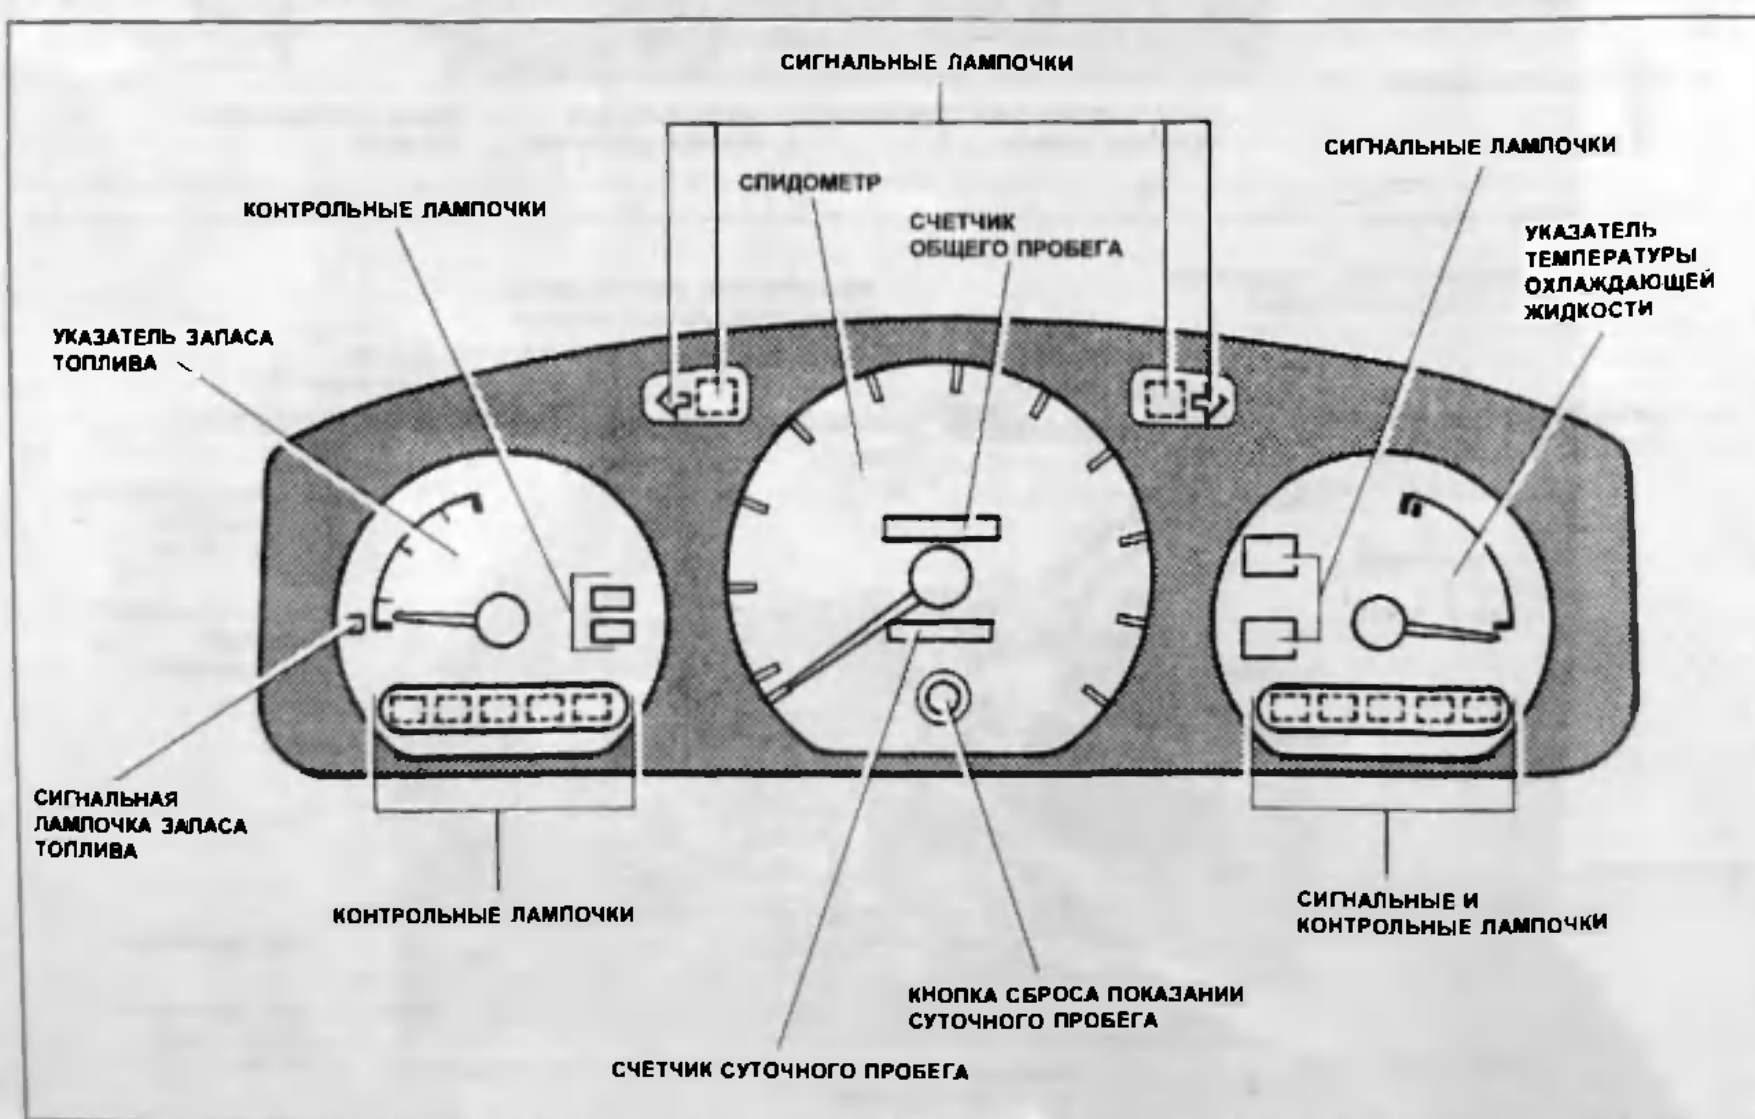 СИГНАЛЬНЫЕ ЛАМПОЧКИ
СИГНАЛЬНЫЕ ЛАМПОЧКИ
СПИДОМЕТР
КОНТРОЛЬНЫЕ ЛАМПОЧКИ
СЧЕТЧИК
ОБЩЕГО ПРОБЕГА
УКАЗАТЕЛЬ
ТЕМПЕРАТУРЫ
ОХЛАЖДАЮЩЕЙ
ЖИДКОСТИ
УКАЗАТЕЛЬ ЗАПАСА
ТОПЛИВА
СИГНАЛЬНАЯ
ЛАМПОЧКА ЗАПАСА
ТОПЛИВА
КОНТРОЛЬНЫЕ ЛАМПОЧКИ
СИГНАЛЬНЫЕ И
КОНТРОЛЬНЫЕ ЛАМПОЧКИ
КНОПКА СБРОСА ПОКАЗАНИИ
СУТОЧНОГО ПРОБЕГА
СЧЕТЧИК СУТОЧНОГО ПРОБЕГА